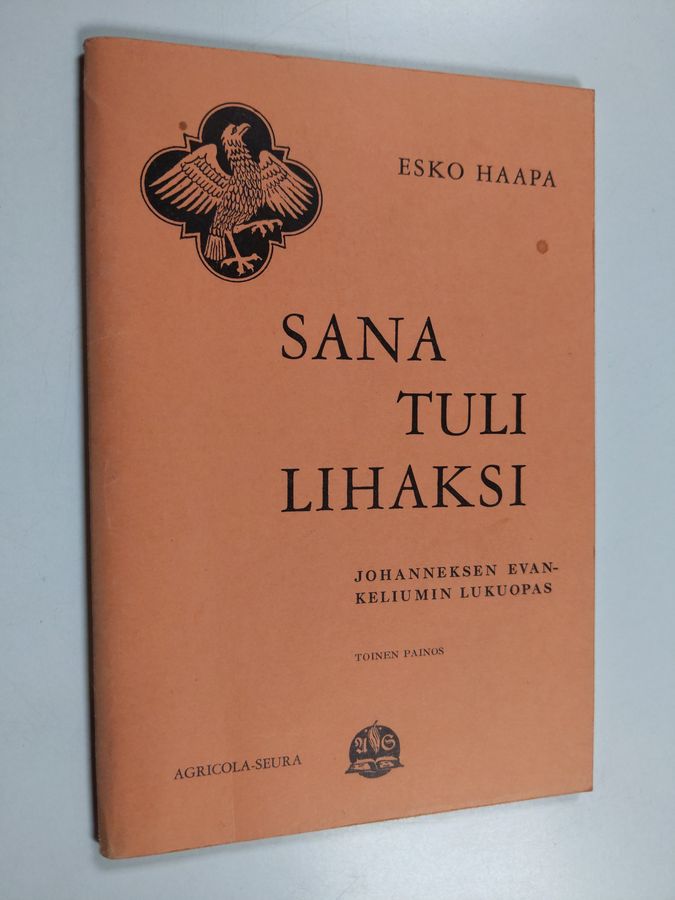 ESKO HAAPA
SANA
TULI
LIHAKSI
JOHANNEKSEN EVAN-
KELIUMIN LUKUOPAS
TOINEN PAINOS
AGRICOLA-SEURA
A S